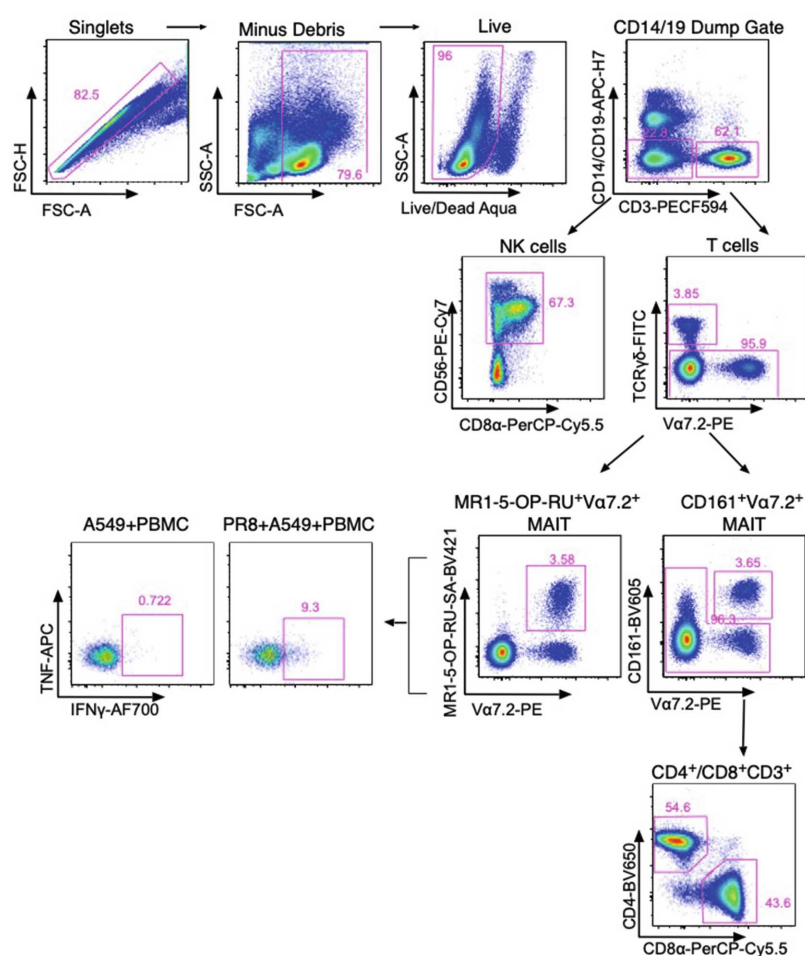 Singlets
Minus Debris
Live
CD14/19 Dump Gate
82.5
FSC-H
FSC-A
79.6
SSC-A
FSC-A
96
SSC-A
Live/Dead Aqua
22.8
62.1
CD14/CD19-APC-H7
CD3-PECF594
NK cells
T cells
67.3
CD56-PE-Cy7
CD8α-PerCP-Cy5.5
3.85
95.9
TCRγδ-FITC
Vα7.2-PE
A549+PBMC
PR8+A549+PBMC
MR1-5-OP-RU⁺Vα7.2⁺
MAIT
CD161⁺Vα7.2⁺
MAIT
0.722
TNF-APC
IFNγ-AF700
9.3
3.58
MR1-5-OP-RU-SA-BV421
Vα7.2-PE
3.65
96.3
CD161-BV605
Vα7.2-PE
CD4⁺/CD8⁺CD3⁺
54.6
43.6
CD4-BV650
CD8α-PerCP-Cy5.5